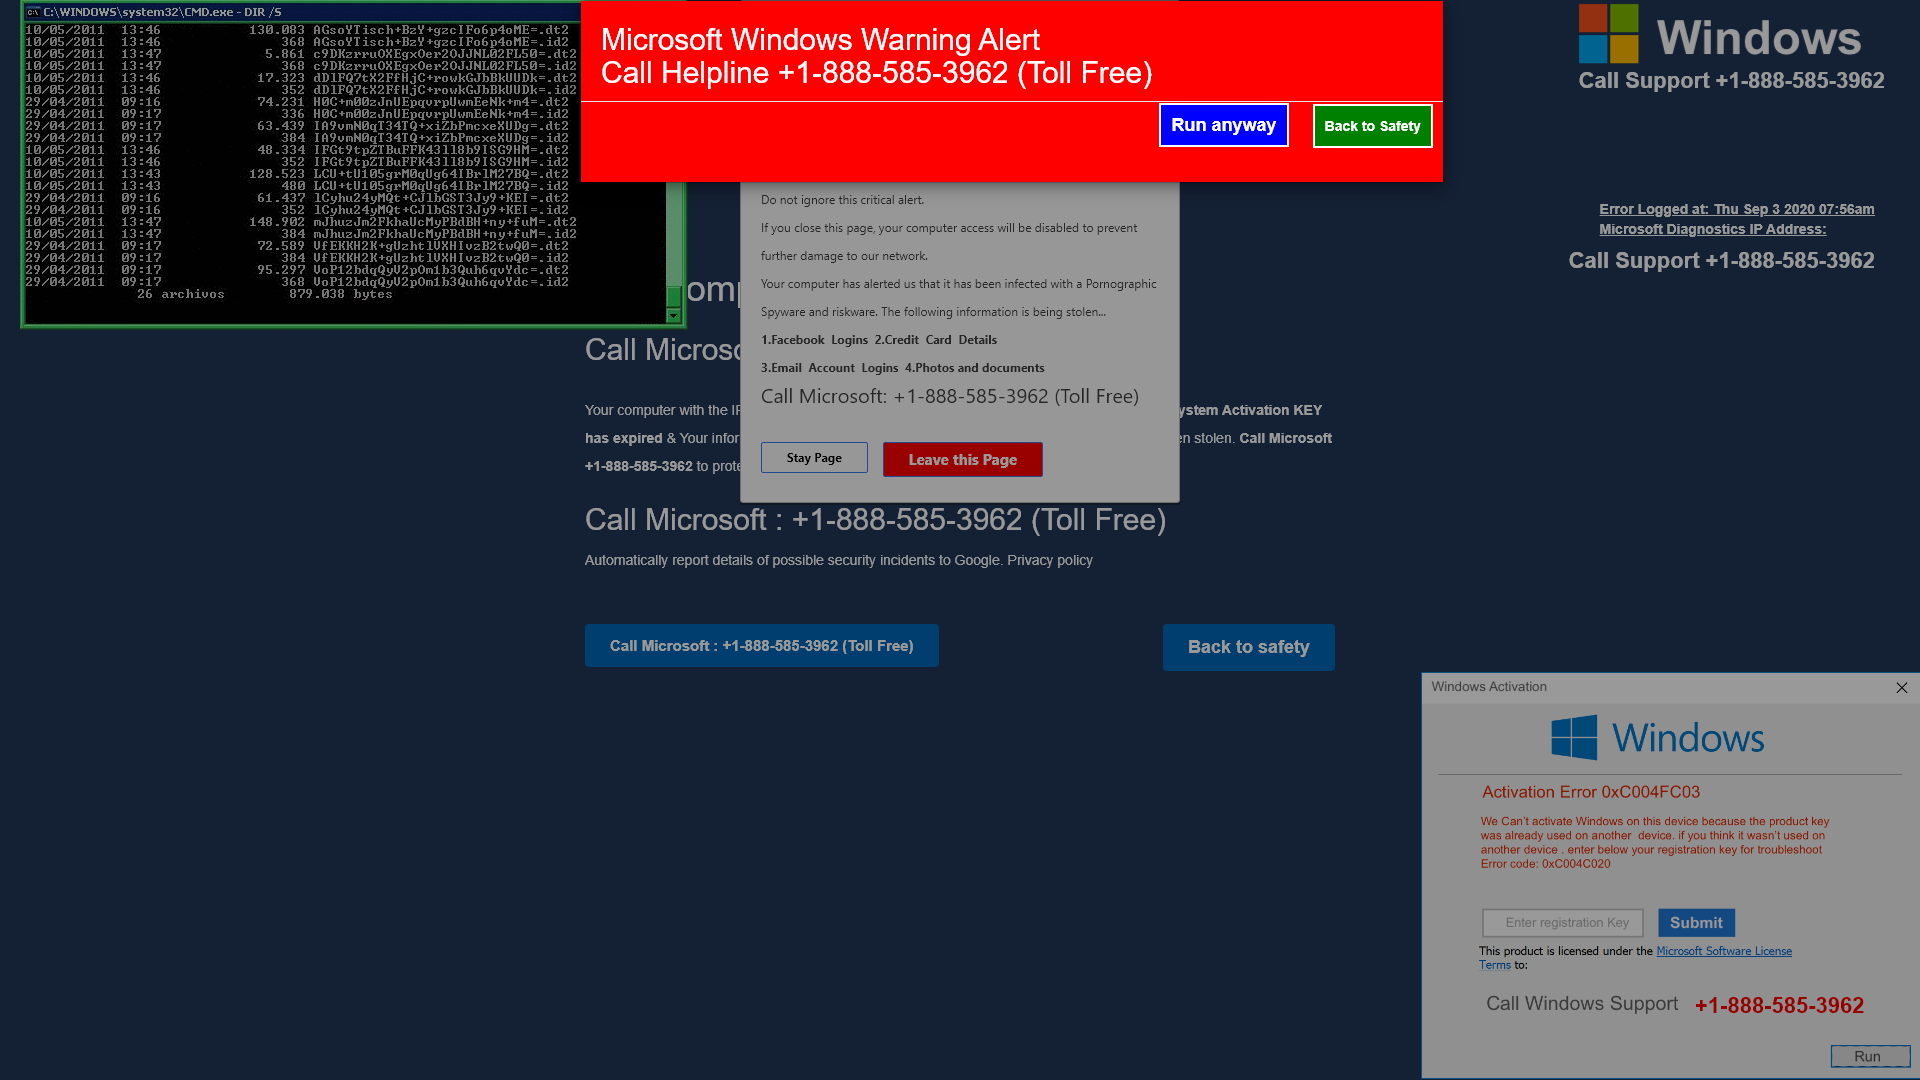 C:\WINDOWS\system32\CMD.exe - DIR /S
10/05/2011 13:46 130.083 AGsoYTisch+BzY+gzcIFo6p4oME=.dt2
10/05/2011 13:46 368 AGsoYTisch+BzY+gzcIFo6p4oME=.id2
10/05/2011 13:47 5.861 c9DKzrruOXEgxOer2OJJNL02FL50=.dt2
10/05/2011 13:47 368 c9DKzrruOXEgxOer2OJJNL02FL50=.id2
10/05/2011 13:46 17.323 dDlFQ7tX2FfHjC+rowkGJbBkUUDk=.dt2
10/05/2011 13:46 352 dDlFQ7tX2FfHjC+rowkGJbBkUUDk=.id2
29/04/2011 09:16 74.231 H0C+m00zJnUEpqvrpUwmEeNk+m4=.dt2
29/04/2011 09:17 336 H0C+m00zJnUEpqvrpUwmEeNk+m4=.id2
29/04/2011 09:17 63.439 IA9vmN0qT34TQ+xiZbPmcxeXUDg=.dt2
29/04/2011 09:17 384 IA9vmN0qT34TQ+xiZbPmcxeXUDg=.id2
10/05/2011 13:46 48.334 IFGt9tpZTBuFFK43ll8b9ISG9HM=.dt2
10/05/2011 13:46 352 IFGt9tpZTBuFFK43ll8b9ISG9HM=.id2
10/05/2011 13:43 128.523 LCU+tU105grM0qUg64IBrlM27BQ=.dt2
10/05/2011 13:43 480 LCU+tU105grM0qUg64IBrlM27BQ=.id2
29/04/2011 09:16 61.437 lCyhu24yMQt+CJlbGST3Jy9+KEI=.dt2
29/04/2011 09:16 352 lCyhu24yMQt+CJlbGST3Jy9+KEI=.id2
10/05/2011 13:47 148.902 mJhuzJm2FkhaUcMyPBdBH+ny+fuM=.dt2
10/05/2011 13:47 384 mJhuzJm2FkhaUcMyPBdBH+ny+fuM=.id2
29/04/2011 09:17 72.589 VfEKKH2K+gUzhtlVXHIvzB2twQ0=.dt2
29/04/2011 09:17 384 VfEKKH2K+gUzhtlVXHIvzB2twQ0=.id2
29/04/2011 09:17 95.297 VoP12bdqQyV2pOm1b3Quh6qvYdc=.dt2
29/04/2011 09:17 368 VoP12bdqQyV2pOm1b3Quh6qvYdc=.id2
26 archivos 879.038 bytes
Microsoft Windows Warning Alert
Call Helpline +1-888-585-3962 (Toll Free)
Run anyway
Back to Safety
Windows
Call Support +1-888-585-3962
Error Logged at: Thu Sep 3 2020 07:56am
Microsoft Diagnostics IP Address:
Call Support +1-888-585-3962
Do not ignore this critical alert.
If you close this page, your computer access will be disabled to prevent
further damage to our network.
Your computer has alerted us that it has been infected with a Pornographic
Spyware and riskware. The following information is being stolen...
1.Facebook Logins 2.Credit Card Details
3.Email Account Logins 4.Photos and documents
Call Microsoft: +1-888-585-3962 (Toll Free)
Stay Page
Leave this Page
Call
Your computer with the ystem Activation KEY
has expired & Your en stolen. Call Microsoft
+1-888-585-3962 to
Call Microsoft : +1-888-585-3962 (Toll Free)
Automatically report details of possible security incidents to Google. Privacy policy
Call Microsoft : +1-888-585-3962 (Toll Free)
Back to safety
Windows Activation
Windows
Activation Error 0xC004FC03
We Can't activate Windows on this device because the product key
was already used on another device. if you think it wasn't used on
another device . enter below your registration key for troubleshoot
Error code: 0xC004C020
Enter registration Key
Submit
This product is licensed under the Microsoft Software License
Terms to:
Call Windows Support +1-888-585-3962
Run